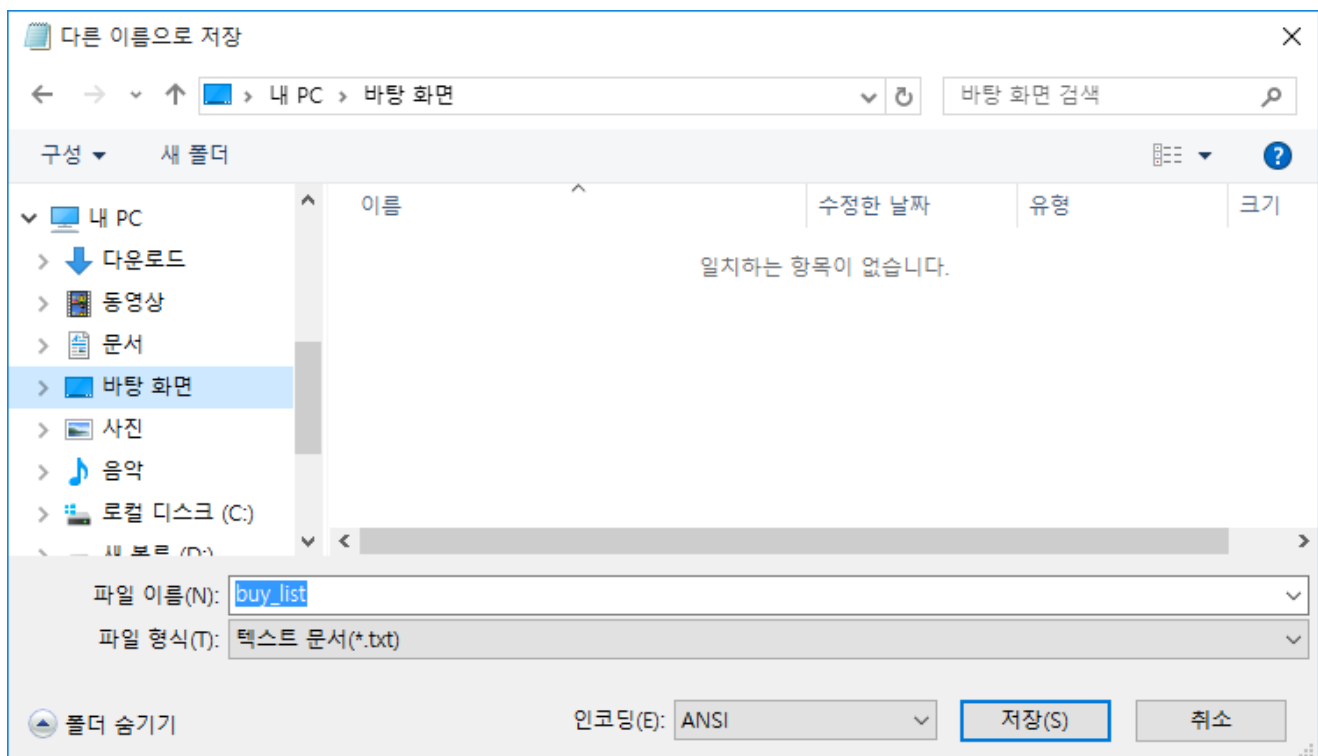 다른 이름으로 저장
내 PC > 바탕 화면
바탕 화면 검색
구성
새 폴더
이름
수정한 날짜
유형
크기
내 PC
다운로드
동영상
문서
바탕 화면
사진
음악
로컬 디스크 (C:)
새 볼륨 (D:)
일치하는 항목이 없습니다.
파일 이름(N): buy_list
파일 형식(T): 텍스트 문서(*.txt)
폴더 숨기기
인코딩(E): ANSI
저장(S)
취소